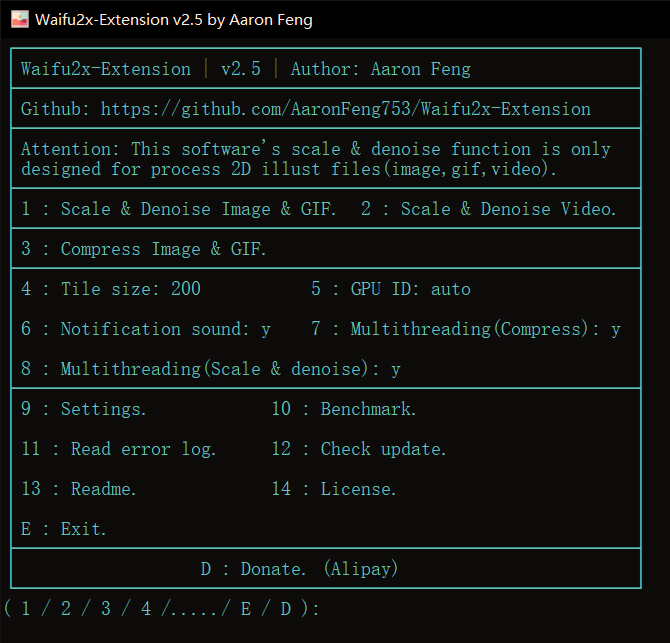 Waifu2x-Extension v2.5 by Aaron Feng
Waifu2x-Extension | v2.5 | Author: Aaron Feng
Github: https://github.com/AaronFeng753/Waifu2x-Extension
Attention: This software's scale & denoise function is only
designed for process 2D illust files(image,gif,video).
1 : Scale & Denoise Image & GIF.  2 : Scale & Denoise Video.
3 : Compress Image & GIF.
4 : Tile size: 200  5 : GPU ID: auto
6 : Notification sound: y  7 : Multithreading(Compress): y
8 : Multithreading(Scale & denoise): y
9 : Settings.  10 : Benchmark.
11 : Read error log.  12 : Check update.
13 : Readme.  14 : License.
E : Exit.
D : Donate. (Alipay)
( 1 / 2 / 3 / 4 /...../ E / D ):